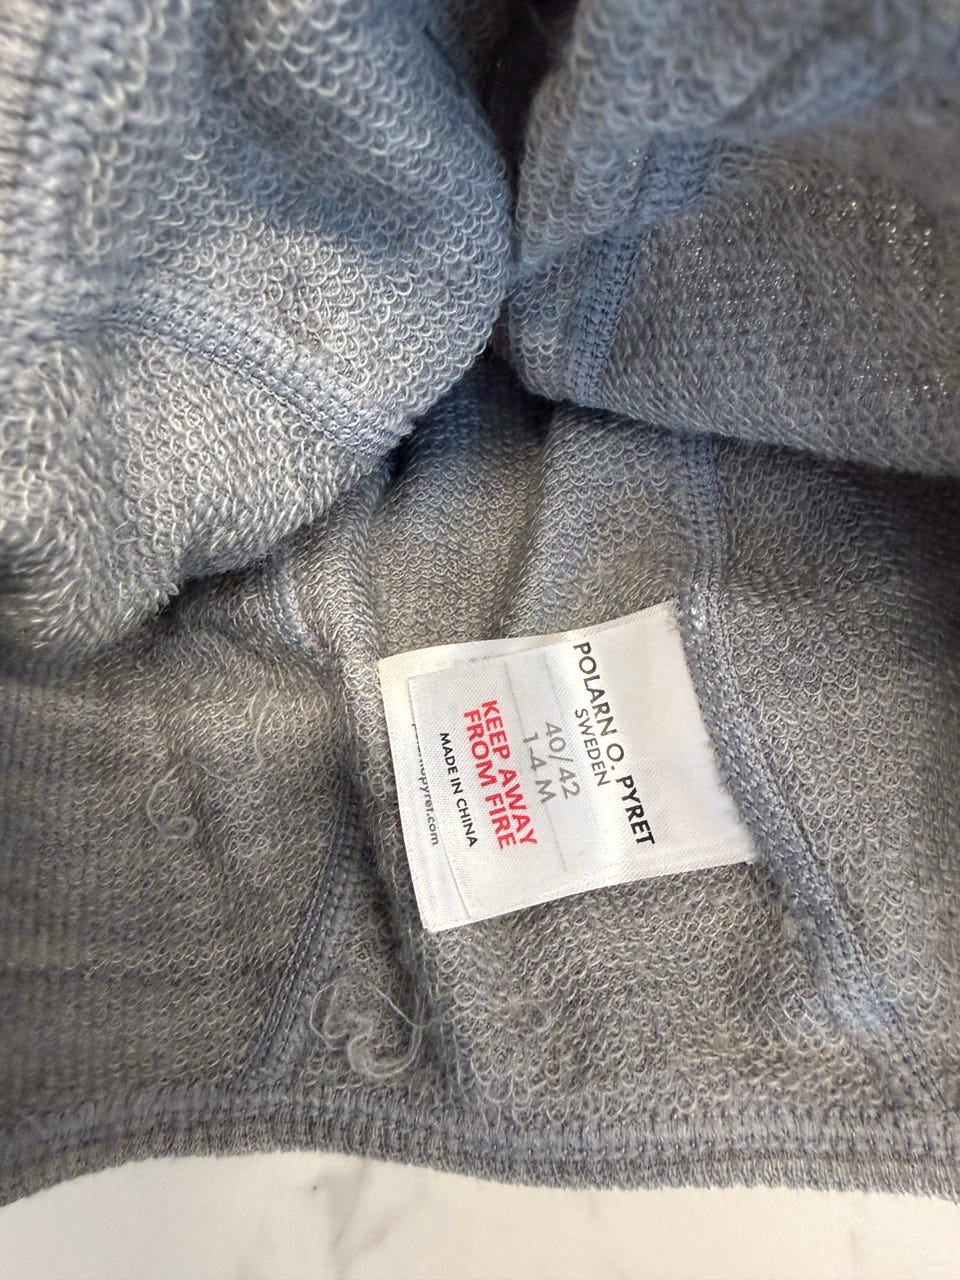 POLARN O. PYRET
SWEDEN
40/42
1-4 M
KEEP AWAY
FROM FIRE
MADE IN CHINA